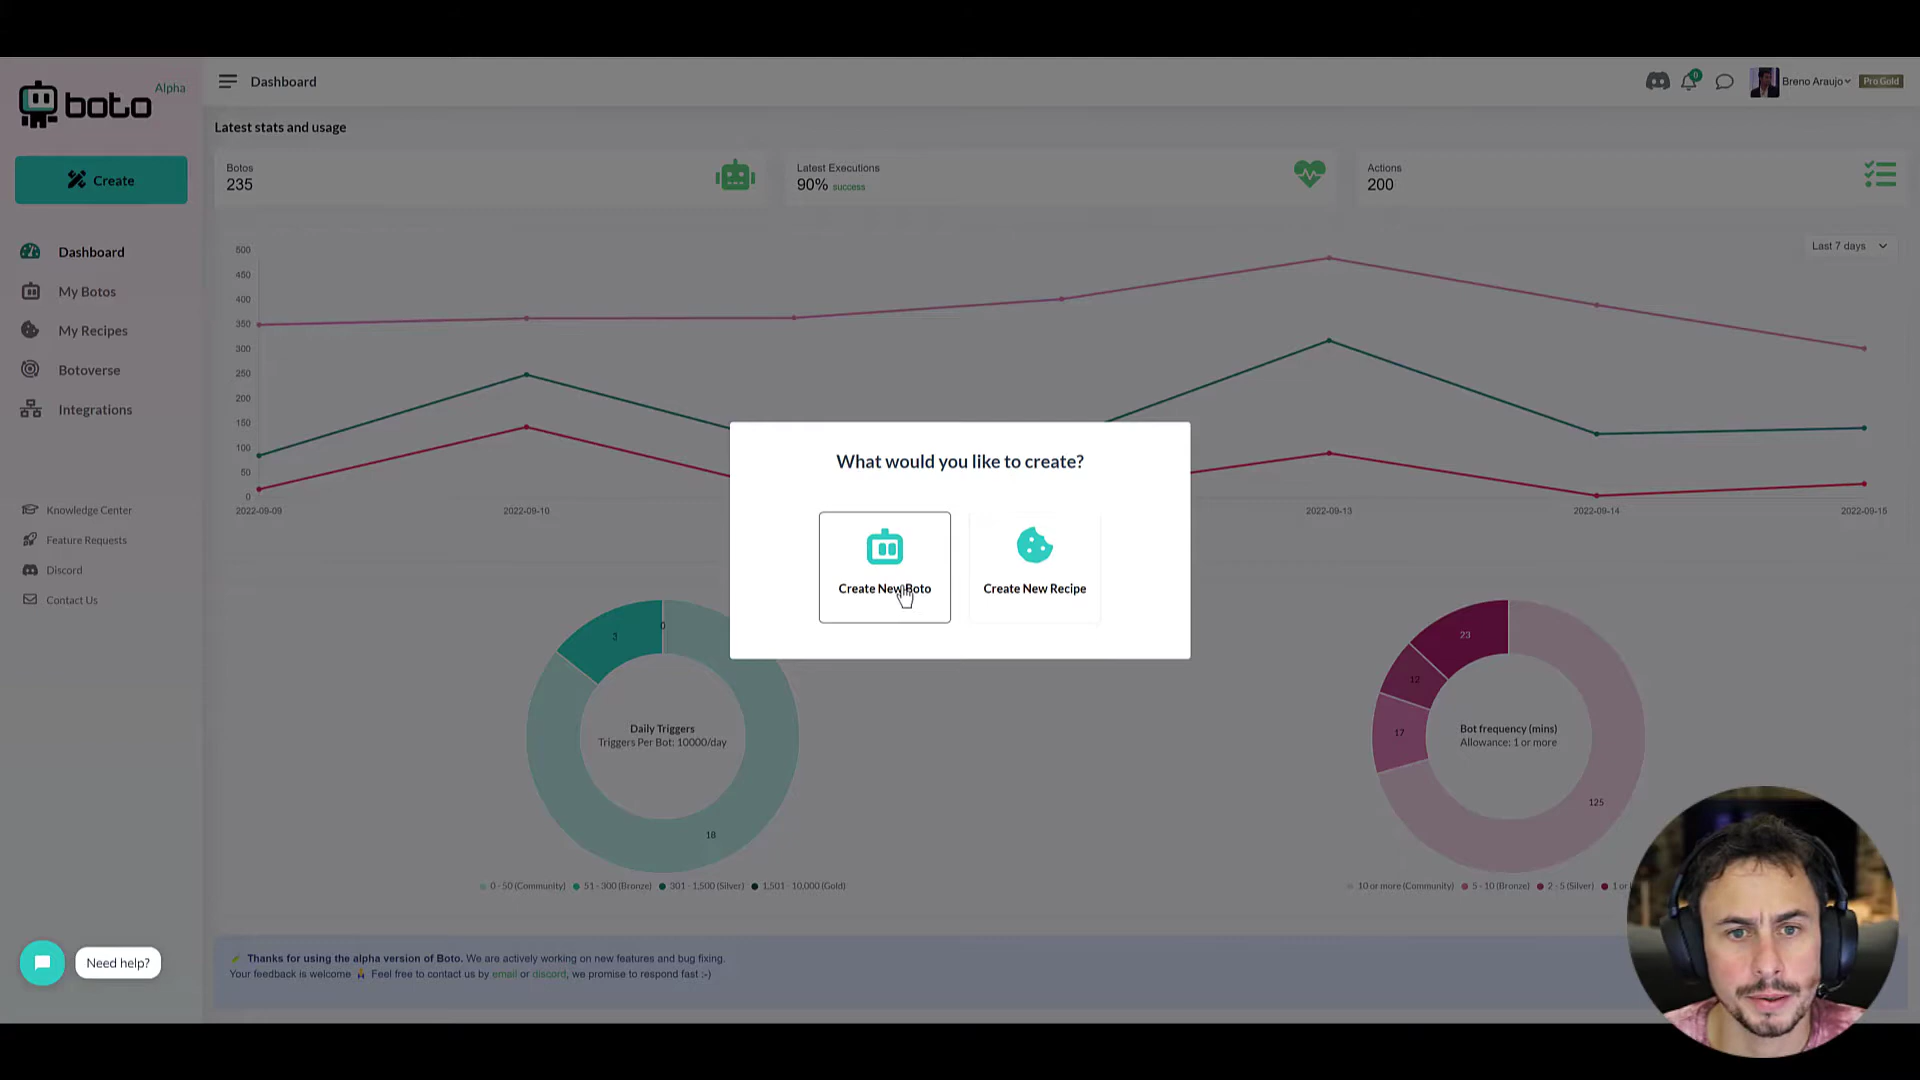 boto
Alpha
Create
Dashboard
My Botos
My Recipes
Botoverse
Integrations
Knowledge Center
Feature Requests
Discord
Contact Us
Need help?
Dashboard
0
Breno Araujo
Pro Gold
Latest stats and usage
Botos
235
Latest Executions
90% success
Actions
200
Last 7 days
500
450
400
350
300
250
200
150
100
50
0
2022-09-09
2022-09-10
2022-09-13
2022-09-14
2022-09-15
What would you like to create?
Create New Boto
Create New Recipe
3
0
Daily Triggers
Triggers Per Bot: 10000/day
18
0 - 50 (Community)
51 - 300 (Bronze)
301 - 1,500 (Silver)
1,501 - 10,000 (Gold)
23
12
17
Bot frequency (mins)
Allowance: 1 or more
125
10 or more (Community)
5 - 10 (Bronze)
2 - 5 (Silver)
1 or
Thanks for using the alpha version of Boto. We are actively working on new features and bug fixing.
Your feedback is welcome 🙏 Feel free to contact us by email or discord, we promise to respond fast :-)